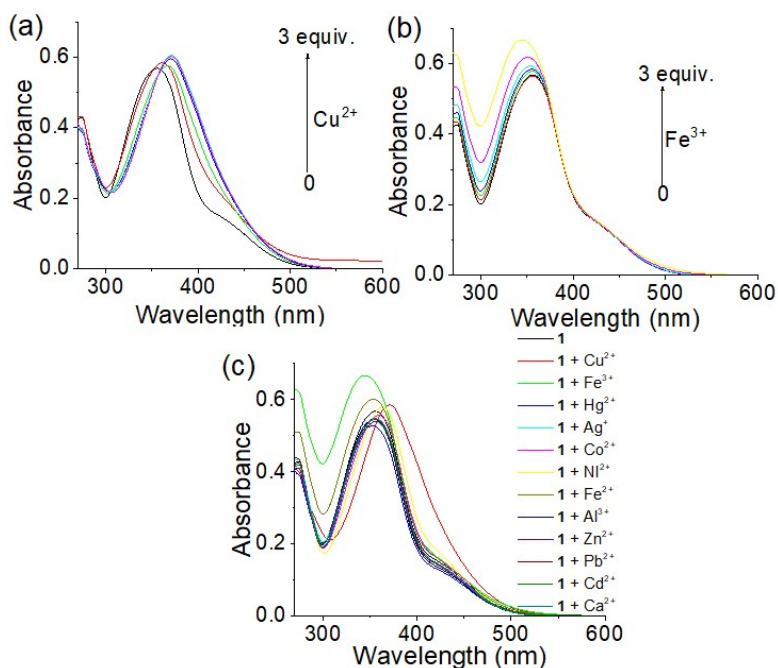 (a)
3 equiv.
Cu²⁺
0
0.6
0.4
0.2
0.0
Absorbance
300 400 500 600
Wavelength (nm)
(b)
3 equiv.
Fe³⁺
0
0.6
0.4
0.2
0.0
Absorbance
300 400 500 600
Wavelength (nm)
(c)
0.6
0.4
0.2
0.0
Absorbance
300 400 500 600
Wavelength (nm)
1
1 + Cu²⁺
1 + Fe³⁺
1 + Hg²⁺
1 + Ag⁺
1 + Co²⁺
1 + NI²⁺
1 + Fe²⁺
1 + Al³⁺
1 + Zn²⁺
1 + Pb²⁺
1 + Cd²⁺
1 + Ca²⁺